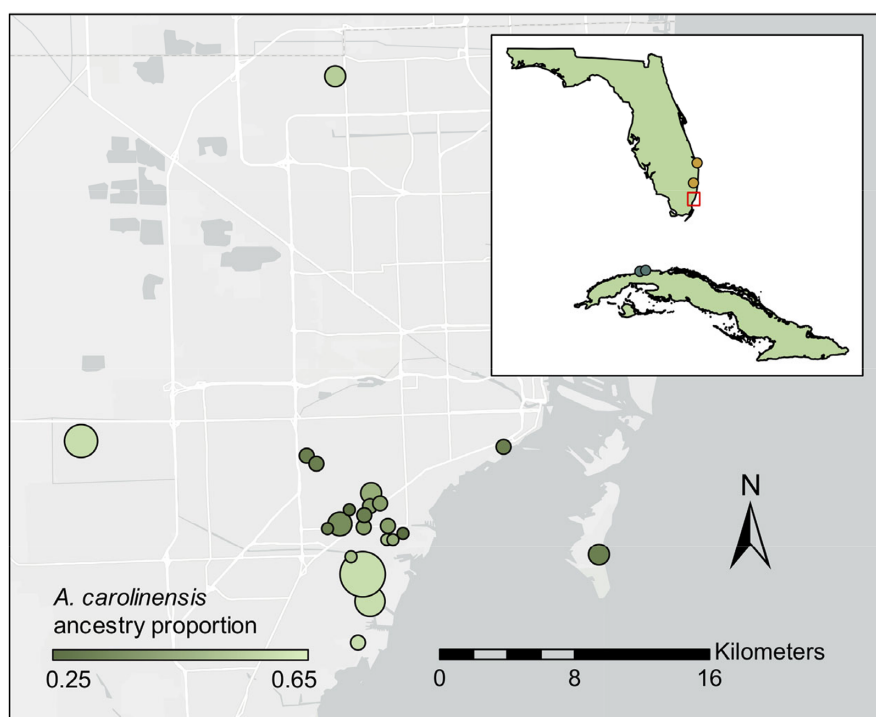 N
A. carolinensis
ancestry proportion
0.25 0.65
Kilometers
0 8 16